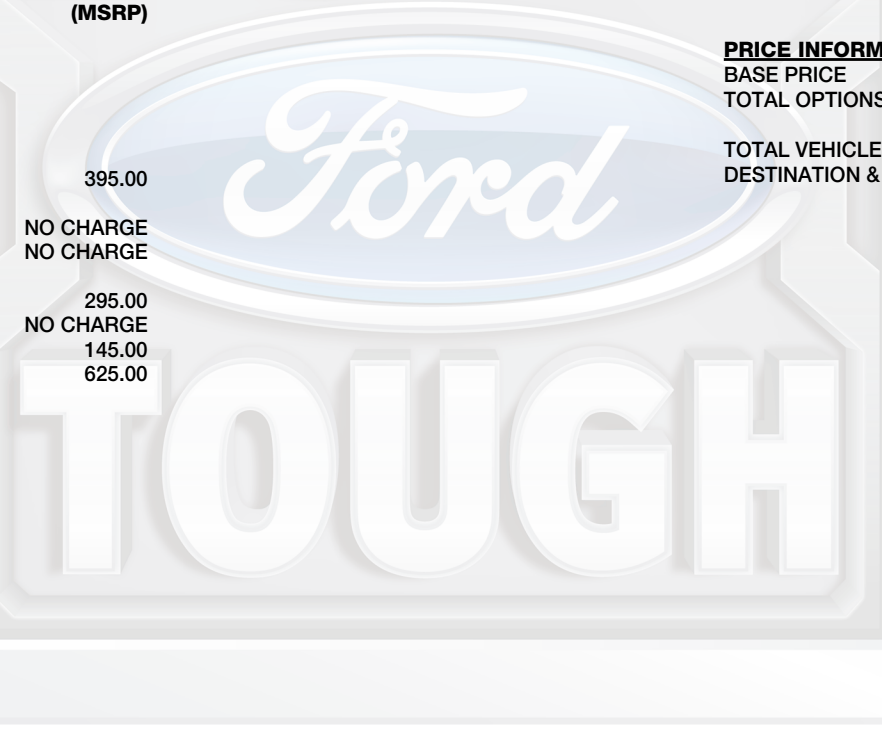 (MSRP)
395.00
NO CHARGE
NO CHARGE
295.00
NO CHARGE
145.00
625.00
PRICE INFORM
BASE PRICE
TOTAL OPTIONS
TOTAL VEHICLE
DESTINATION &
Ford
TOUGH